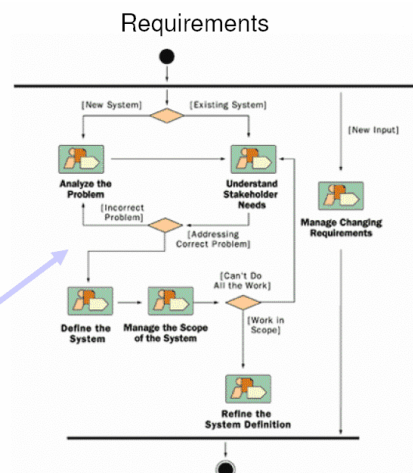 Requirements
[New System]
[Existing System]
[New Input]
Analyze the
Problem
Understand
Stakeholder
Needs
Manage Changing
Requirements
[Incorrect
Problem]
[Addressing
Correct Problem]
[Can't Do
All the Work]
Define the
System
Manage the Scope
of the System
[Work in
Scope]
Refine the
System Definition